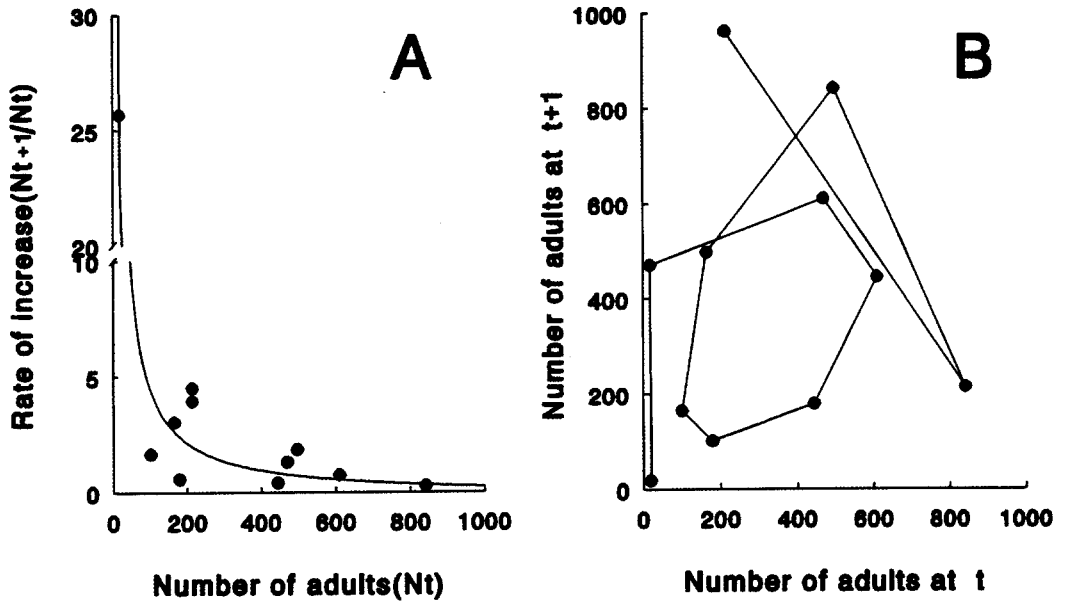 A
Rate of increase(Nt+1/Nt)
30
25
20
10
5
0
0 200 400 600 800 1000
Number of adults(Nt)
B
Number of adults at t+1
1000
800
600
400
200
0
0 200 400 600 800 1000
Number of adults at t